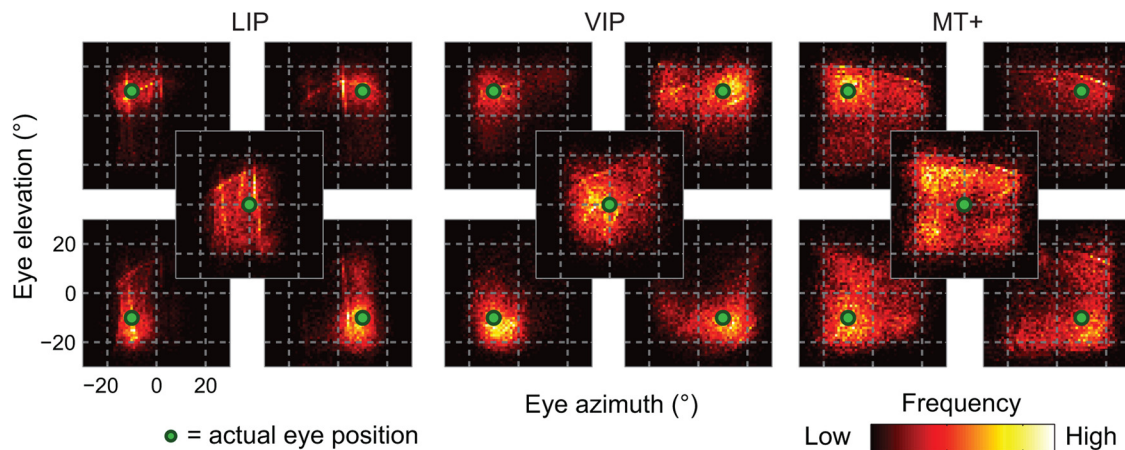 LIP VIP MT+
Eye elevation (°)
20
0
−20
−20 0 20
Eye azimuth (°)
= actual eye position
Frequency
Low High